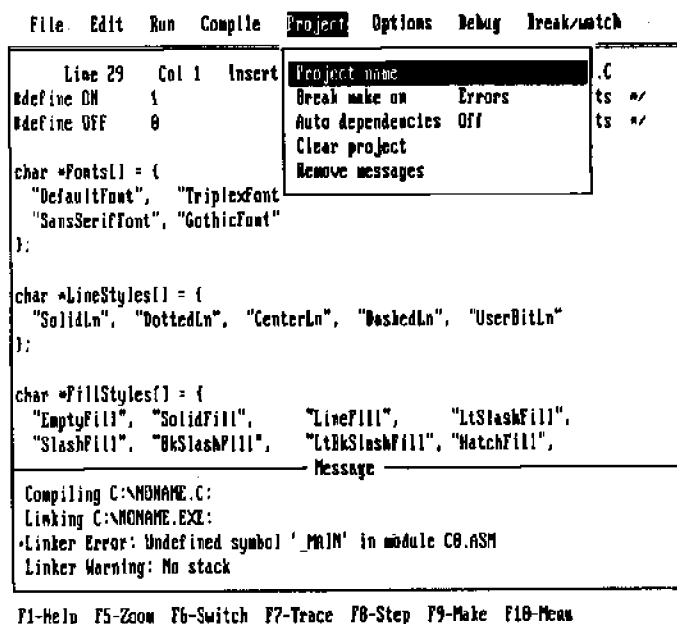 File Edit Run Compile Project Options Debug Break/watch
Line 29 Col 1 Insert
Project name
.C
#define ON 1
Break make on Errors
ts */
#define OFF 0
Auto dependencies Off
ts */
Clear project
char *Fonts[] = {
Remove messages
"DefaultFont", "TriplexFont
"SansSerifFont", "GothicFont"
};
char *LineStyles[] = {
"SolidLn", "DottedLn", "CenterLn", "DashedLn", "UserBitLn"
};
char *FillStyles[] = {
"EmptyFill", "SolidFill", "LineFill", "LtSlashFill",
"SlashFill", "BkSlashFill", "LtBkSlashFill", "HatchFill",
Message
Compiling C:\NONAME.C:
Linking C:\NONAME.EXE:
•Linker Error: Undefined symbol '_MAIN' in module C0.ASM
Linker Warning: No stack
F1-Help F5-Zoom F6-Switch F7-Trace F8-Step F9-Make F10-Menu